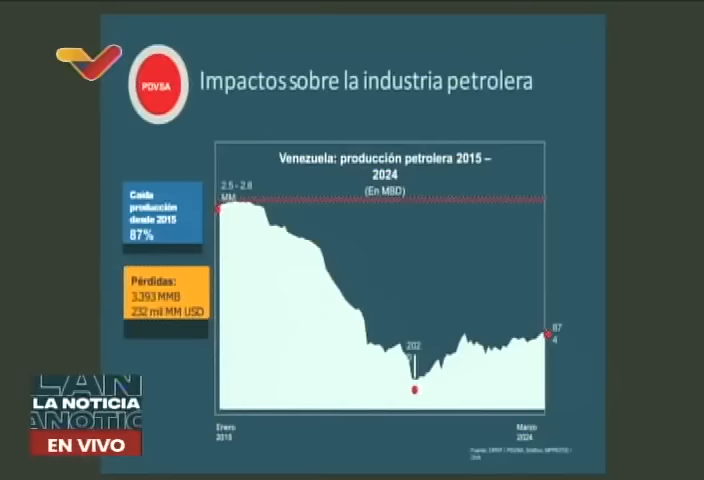 PDVSA
Impactos sobre la industria petrolera
Venezuela: producción petrolera 2015 –
2024
(En MBD)
2.5 - 2.8
MM
Caída
producción
desde 2015
87%
Pérdidas:
3.393 MMB
232 mil MM USD
202
87
4
Enero
2015
Marzo
2024
LAN
LA NOTICIA
ANOTIC
EN VIVO